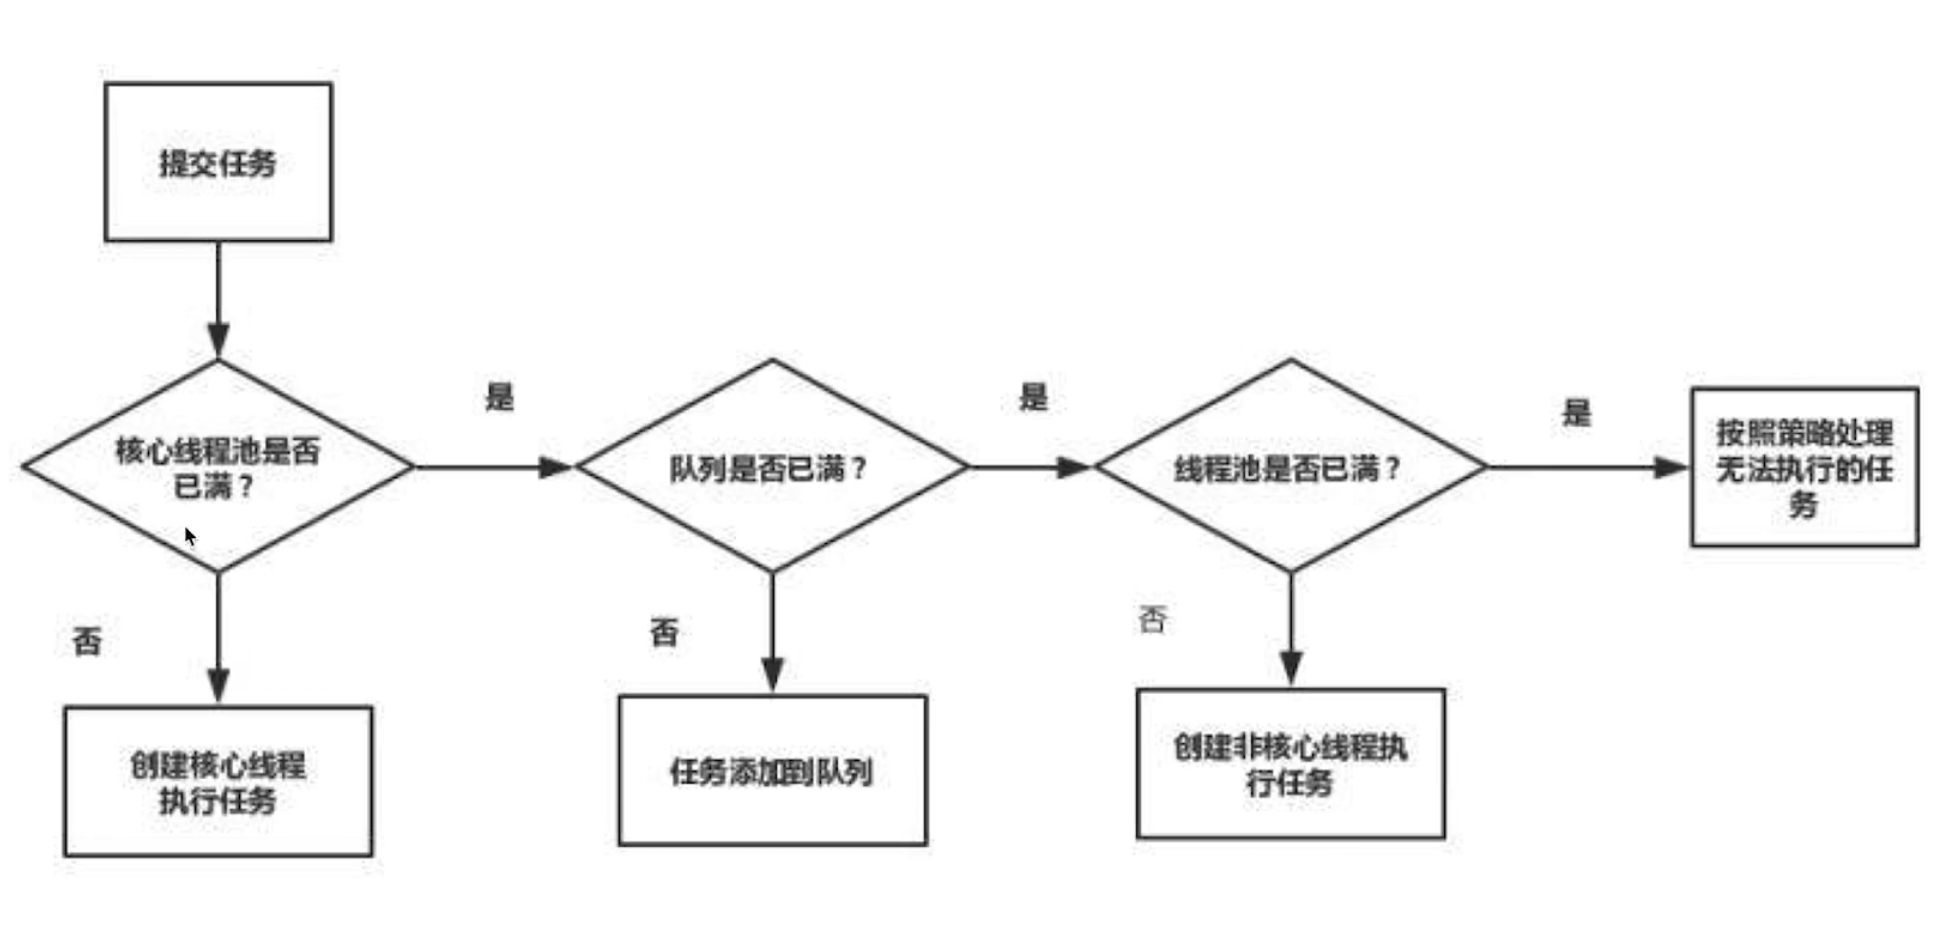 提交任务
核心线程池是否
已满？
是
队列是否已满？
是
线程池是否已满？
是
按照策略处理
无法执行的任
务
否
创建核心线程
执行任务
否
任务添加到队列
否
创建非核心线程执
行任务